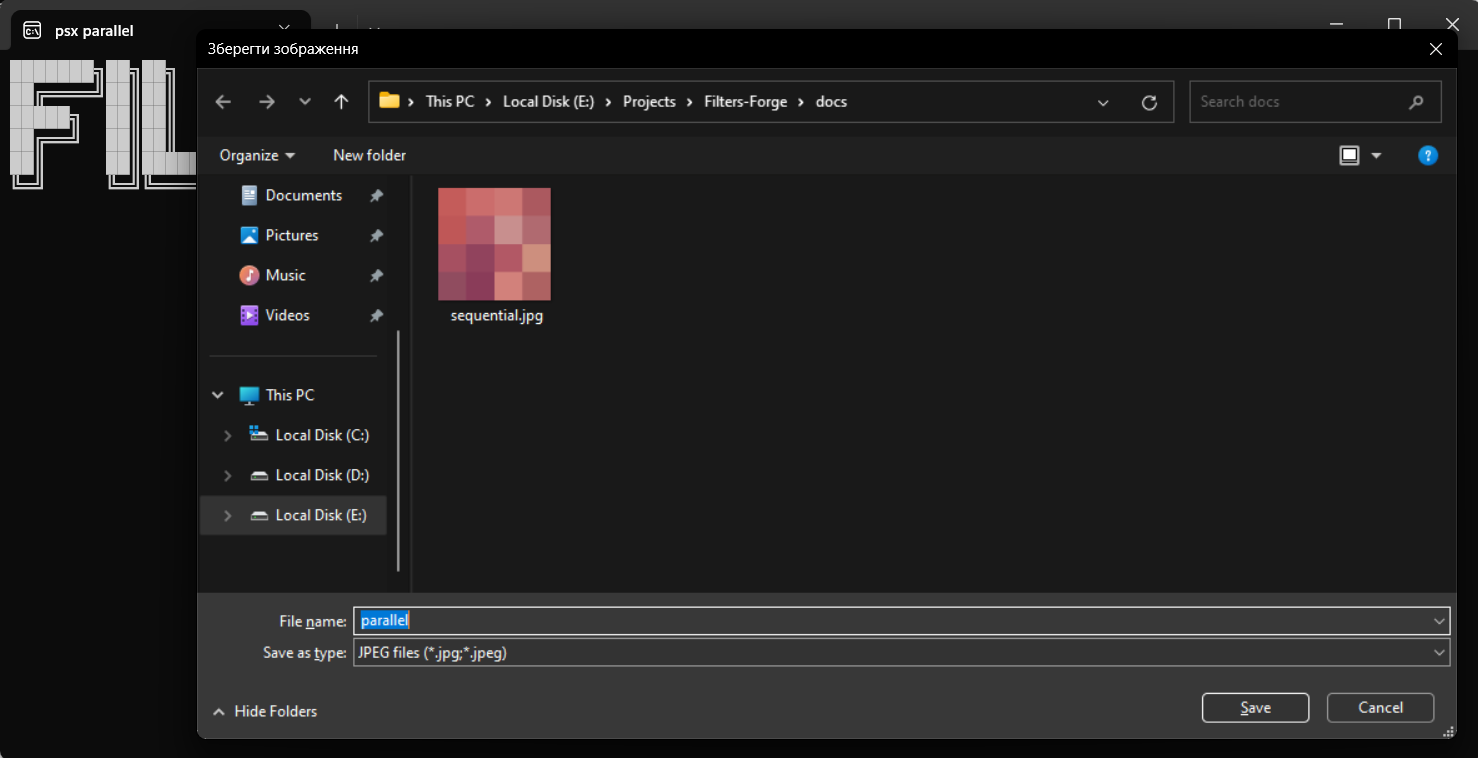 psx parallel
FIL
Зберегти зображення
This PC > Local Disk (E:) > Projects > Filters-Forge > docs
Search docs
Organize
New folder
?
Documents
Pictures
Music
Videos
This PC
Local Disk (C:)
Local Disk (D:)
Local Disk (E:)
sequential.jpg
File name: parallel
Save as type: JPEG files (*.jpg;*.jpeg)
Hide Folders
Save
Cancel